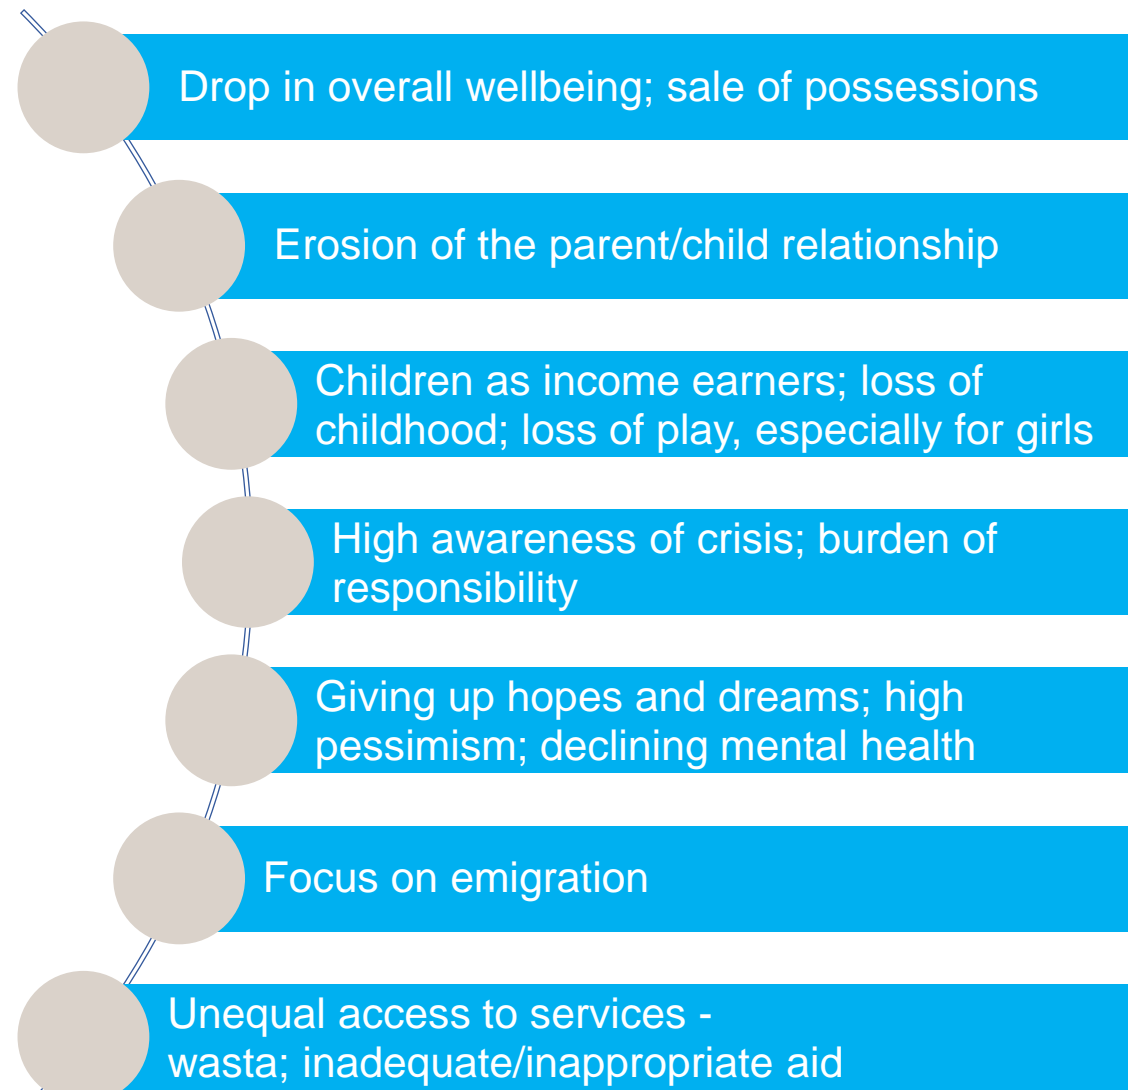 Drop in overall wellbeing; sale of possessions
Erosion of the parent/child relationship
Children as income earners; loss of
childhood; loss of play, especially for girls
High awareness of crisis; burden of
responsibility
Giving up hopes and dreams; high
pessimism; declining mental health
Focus on emigration
Unequal access to services -
wasta; inadequate/inappropriate aid